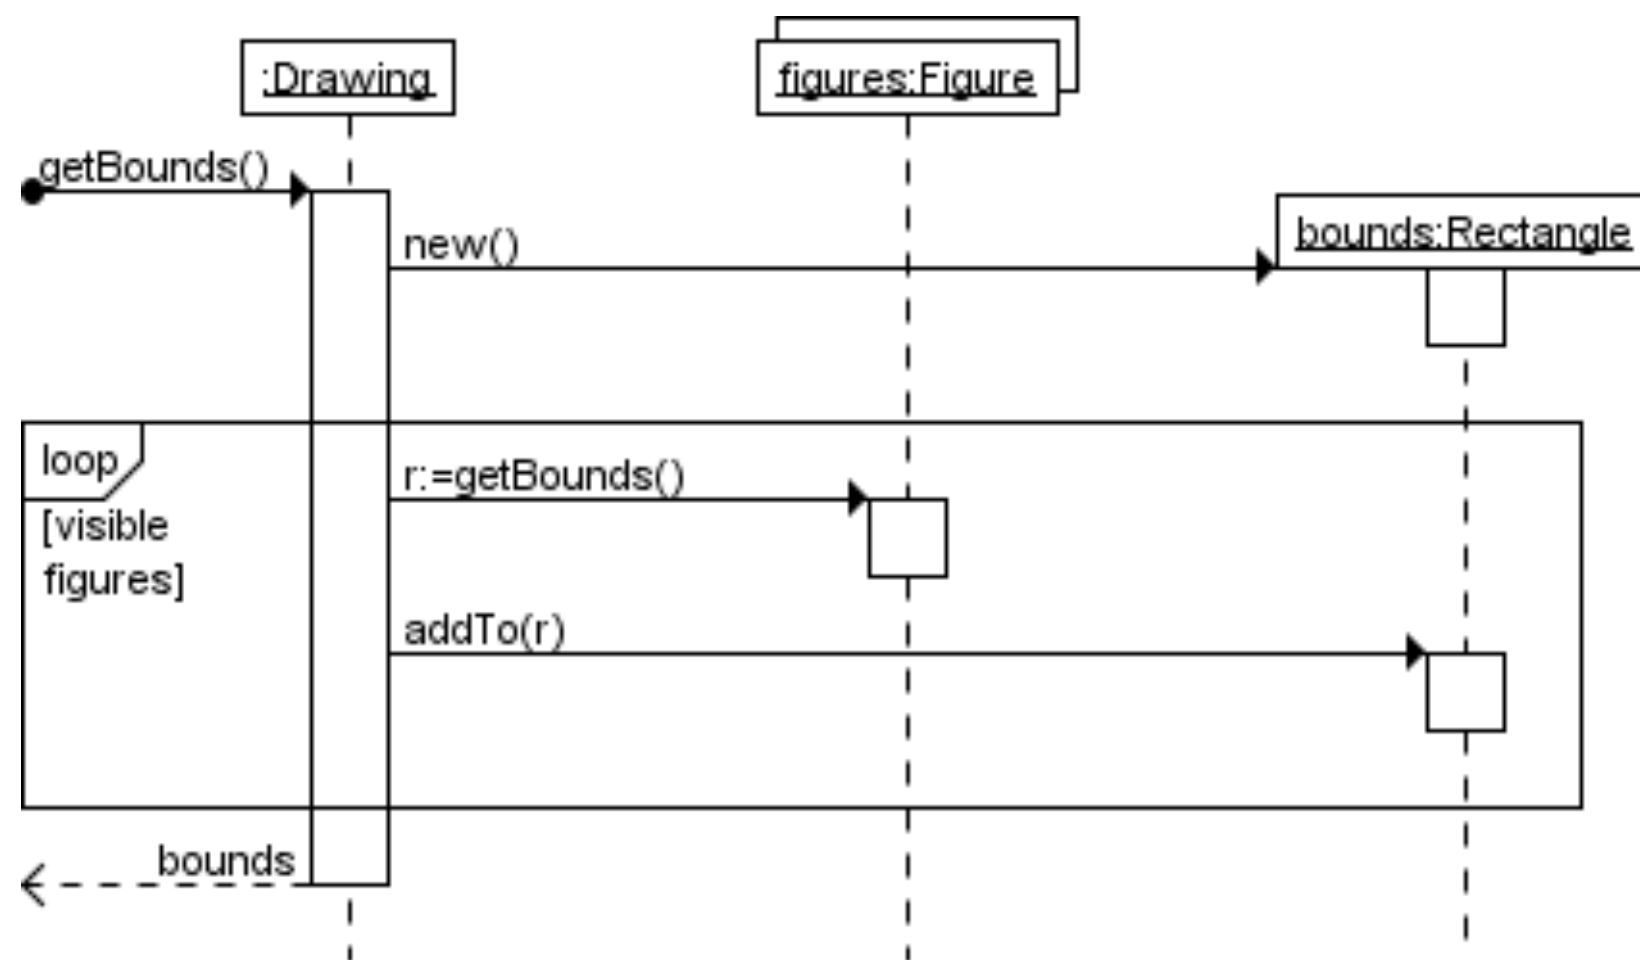 :Drawing
figures:Figure
getBounds()
bounds:Rectangle
new()
loop
r:=getBounds()
[visible
figures]
addTo(r)
bounds